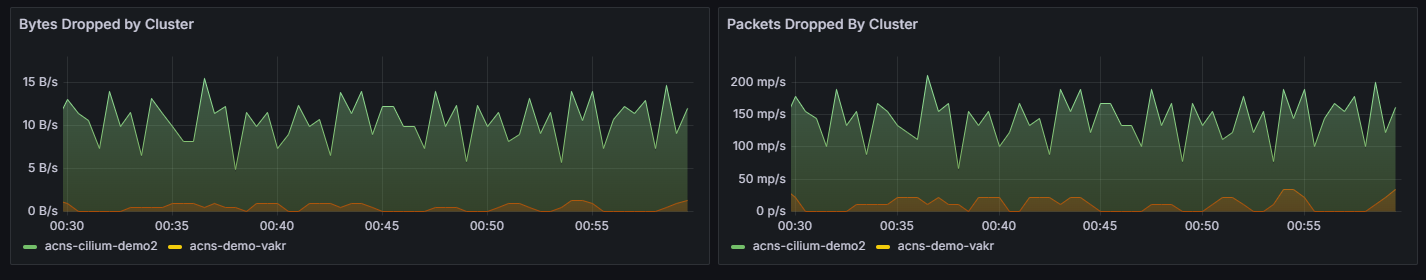 Bytes Dropped by Cluster
15 B/s
10 B/s
5 B/s
0 B/s
00:30 00:35 00:40 00:45 00:50 00:55
acns-cilium-demo2 acns-demo-vakr
Packets Dropped By Cluster
200 mp/s
150 mp/s
100 mp/s
50 mp/s
0 p/s
00:30 00:35 00:40 00:45 00:50 00:55
acns-cilium-demo2 acns-demo-vakr